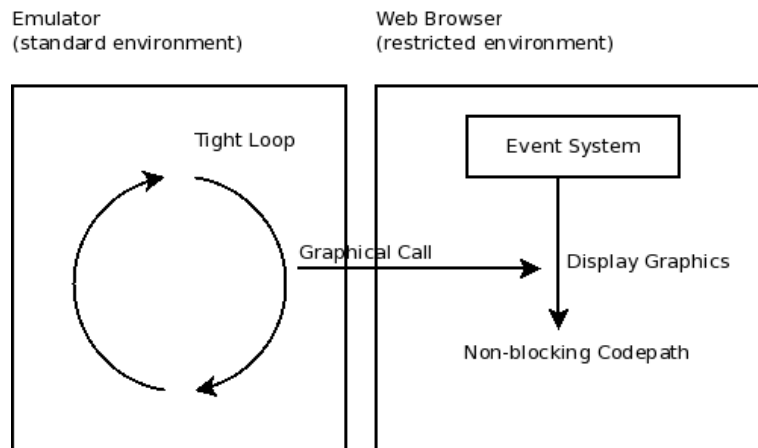 Emulator
(standard environment)
Web Browser
(restricted environment)
Tight Loop
Event System
Graphical Call
Display Graphics
Non-blocking Codepath